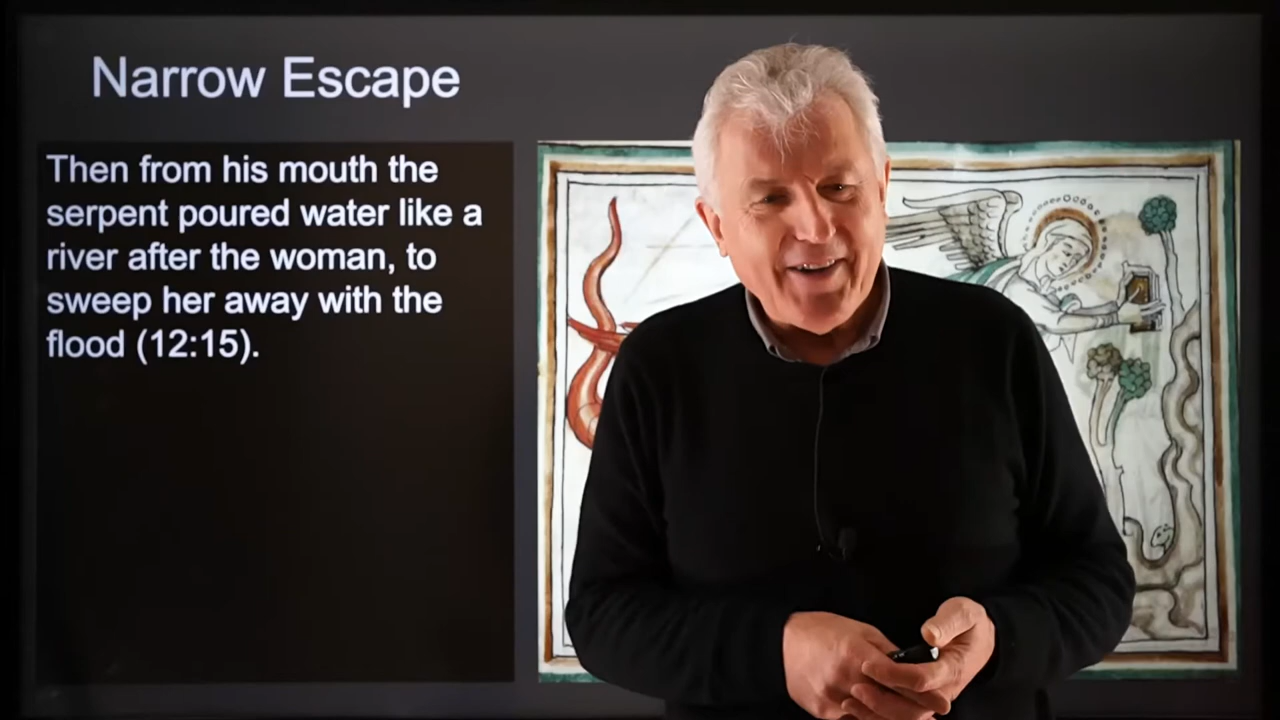 Narrow Escape
Then from his mouth the
serpent poured water like a
river after the woman, to
sweep her away with the
flood (12:15).